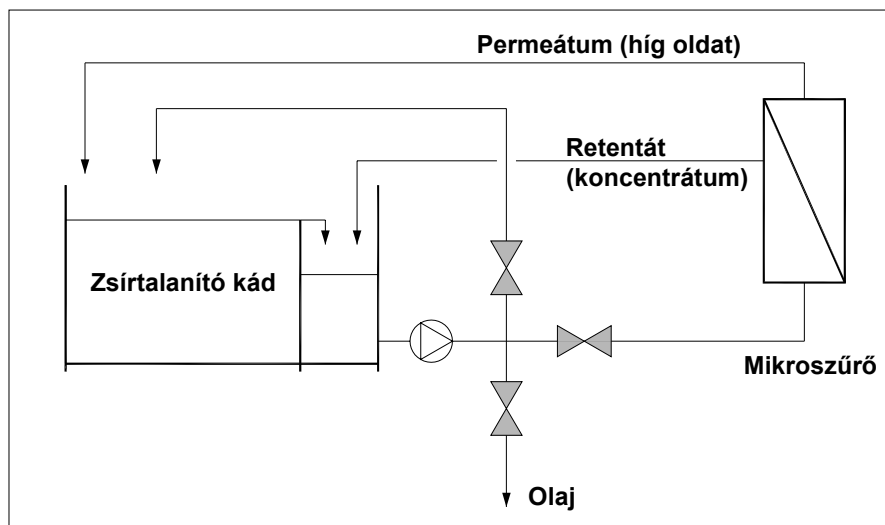 Permeátum (híg oldat)
Retentát
(koncentrátum)
Zsírtalanító kád
Mikroszűrő
Olaj